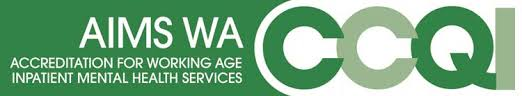 AIMS WA
ACCREDITATION FOR WORKING AGE
INPATIENT MENTAL HEALTH SERVICES
CCQI